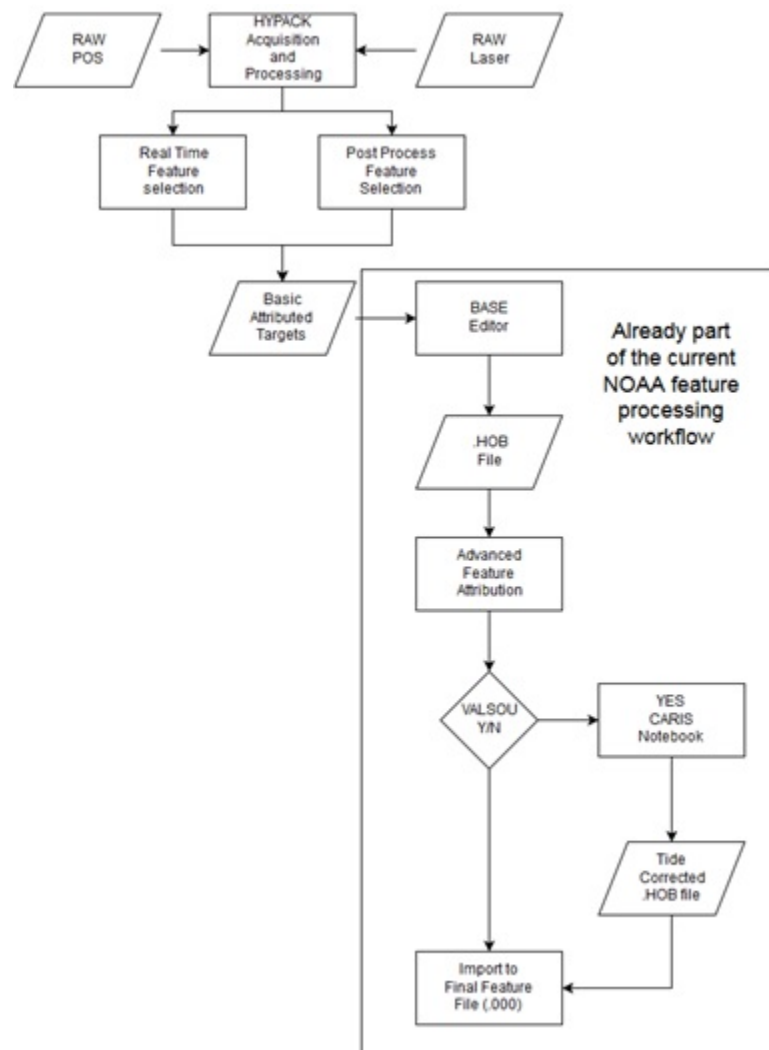 RAW
POS
HYPACK
Acquisition
and
Processing
RAW
Laser
Real Time
Feature
selection
Post Process
Feature
Selection
Basic
Attributed
Targets
BASE
Editor
Already part
of the current
NOAA feature
processing
workflow
.HOB
File
Advanced
Feature
Attribution
VALSOU
Y/N
YES
CARIS
Notebook
Tide
Corrected
.HOB file
Import to
Final Feature
File (.000)